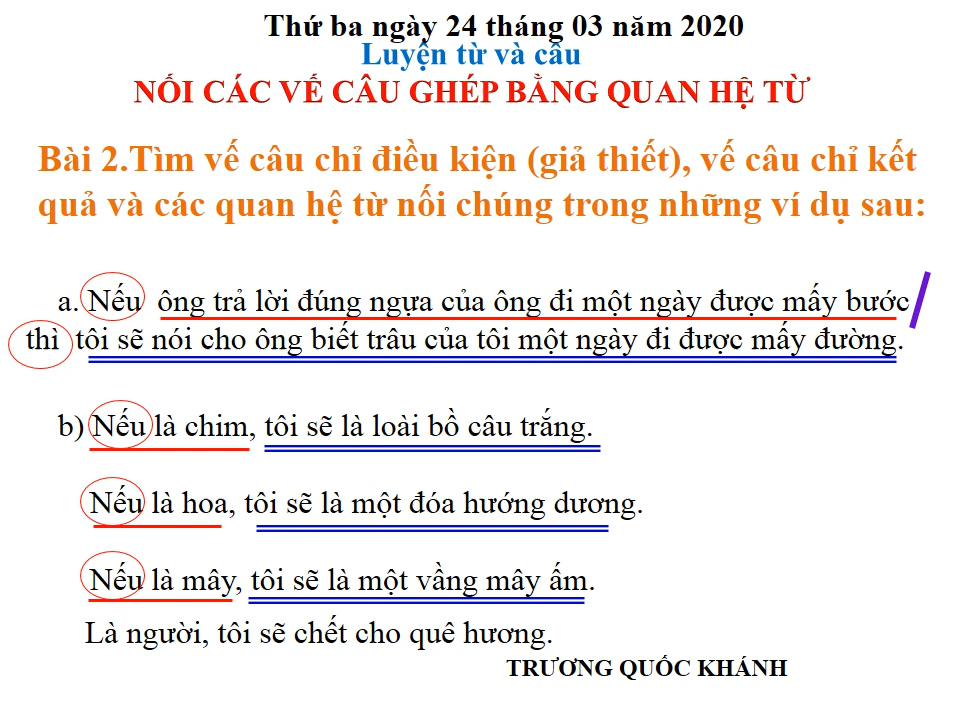 Thứ ba ngày 24 tháng 03 năm 2020
Luyện từ và câu
NỐI CÁC VẾ CÂU GHÉP BẰNG QUAN HỆ TỪ
Bài 2.Tìm vế câu chỉ điều kiện (giả thiết), vế câu chỉ kết
quả và các quan hệ từ nối chúng trong những ví dụ sau:
a. Nếu ông trả lời đúng ngựa của ông đi một ngày được mấy bước
thì tôi sẽ nói cho ông biết trâu của tôi một ngày đi được mấy đường.
b) Nếu là chim, tôi sẽ là loài bồ câu trắng.
Nếu là hoa, tôi sẽ là một đóa hướng dương.
Nếu là mây, tôi sẽ là một vầng mây ấm.
Là người, tôi sẽ chết cho quê hương.
TRƯƠNG QUỐC KHÁNH